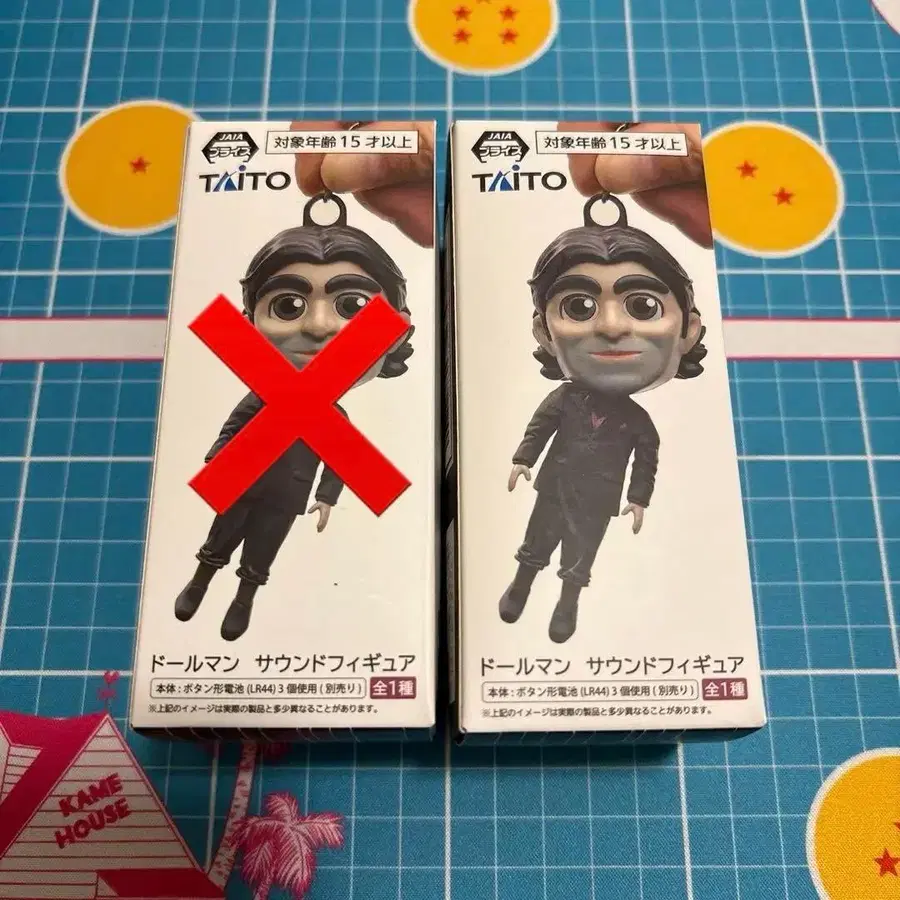 JAIA
プライズ
対象年齢15才以上
TAITO
ドールマン サウンドフィギュア
本体:ボタン形電池(LR44)3個使用(別売り)
全1種
※上記のイメージは実際の製品と多少異なることがあります。
JAIA
プライズ
対象年齢15才以上
TAITO
ドールマン サウンドフィギュア
本体:ボタン形電池(LR44)3個使用(別売り)
全1種
※上記のイメージは実際の製品と多少異なることがあります。
KAME
HOUSE